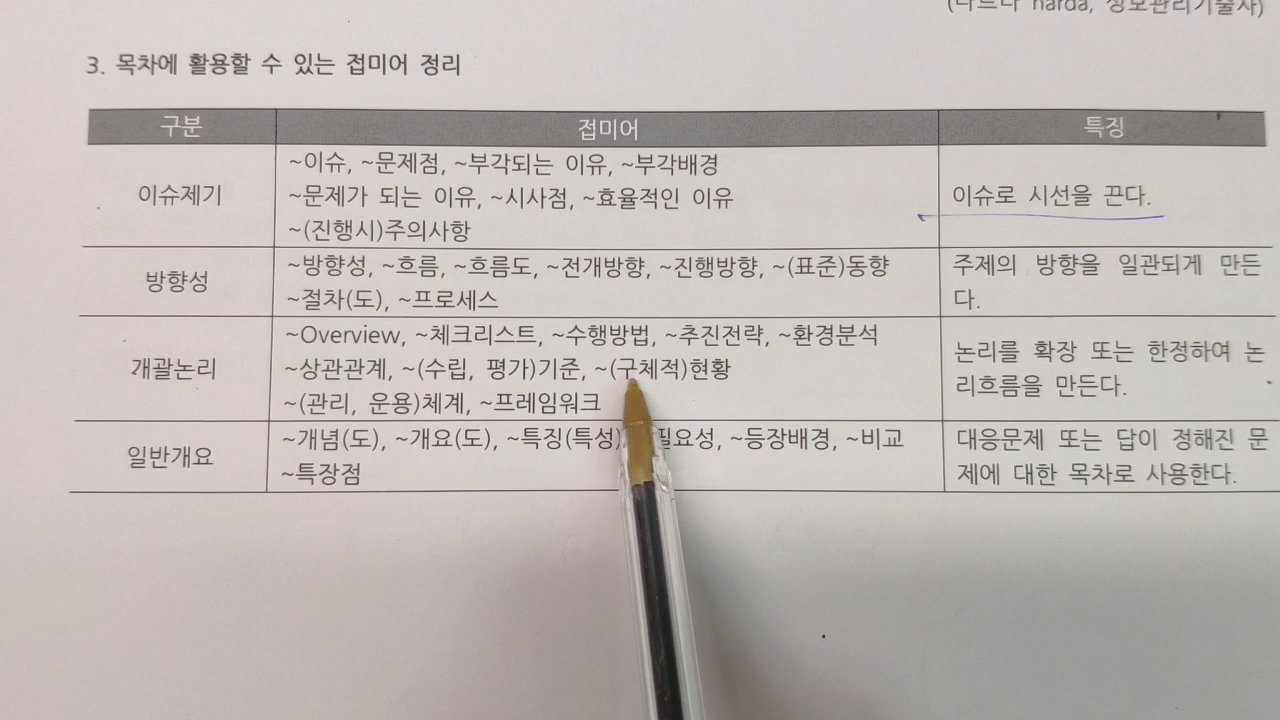 (나르다 narda, 정보관리기술사)
3. 목차에 활용할 수 있는 접미어 정리
구분 접미어 특징
이슈제기
~이슈, ~문제점, ~부각되는 이유, ~부각배경
~문제가 되는 이유, ~시사점, ~효율적인 이유
~(진행시)주의사항
이슈로 시선을 끈다.
방향성
~방향성, ~흐름, ~흐름도, ~전개방향, ~진행방향, ~(표준)동향
~절차(도), ~프로세스
주제의 방향을 일관되게 만든
다.
개괄논리
~Overview, ~체크리스트, ~수행방법, ~추진전략, ~환경분석
~상관관계, ~(수립, 평가)기준, ~(구체적)현황
~(관리, 운용)체계, ~프레임워크
논리를 확장 또는 한정하여 논
리흐름을 만든다.
일반개요
~개념(도), ~개요(도), ~특징(특성) 필요성, ~등장배경, ~비교
~특장점
대응문제 또는 답이 정해진 문
제에 대한 목차로 사용한다.